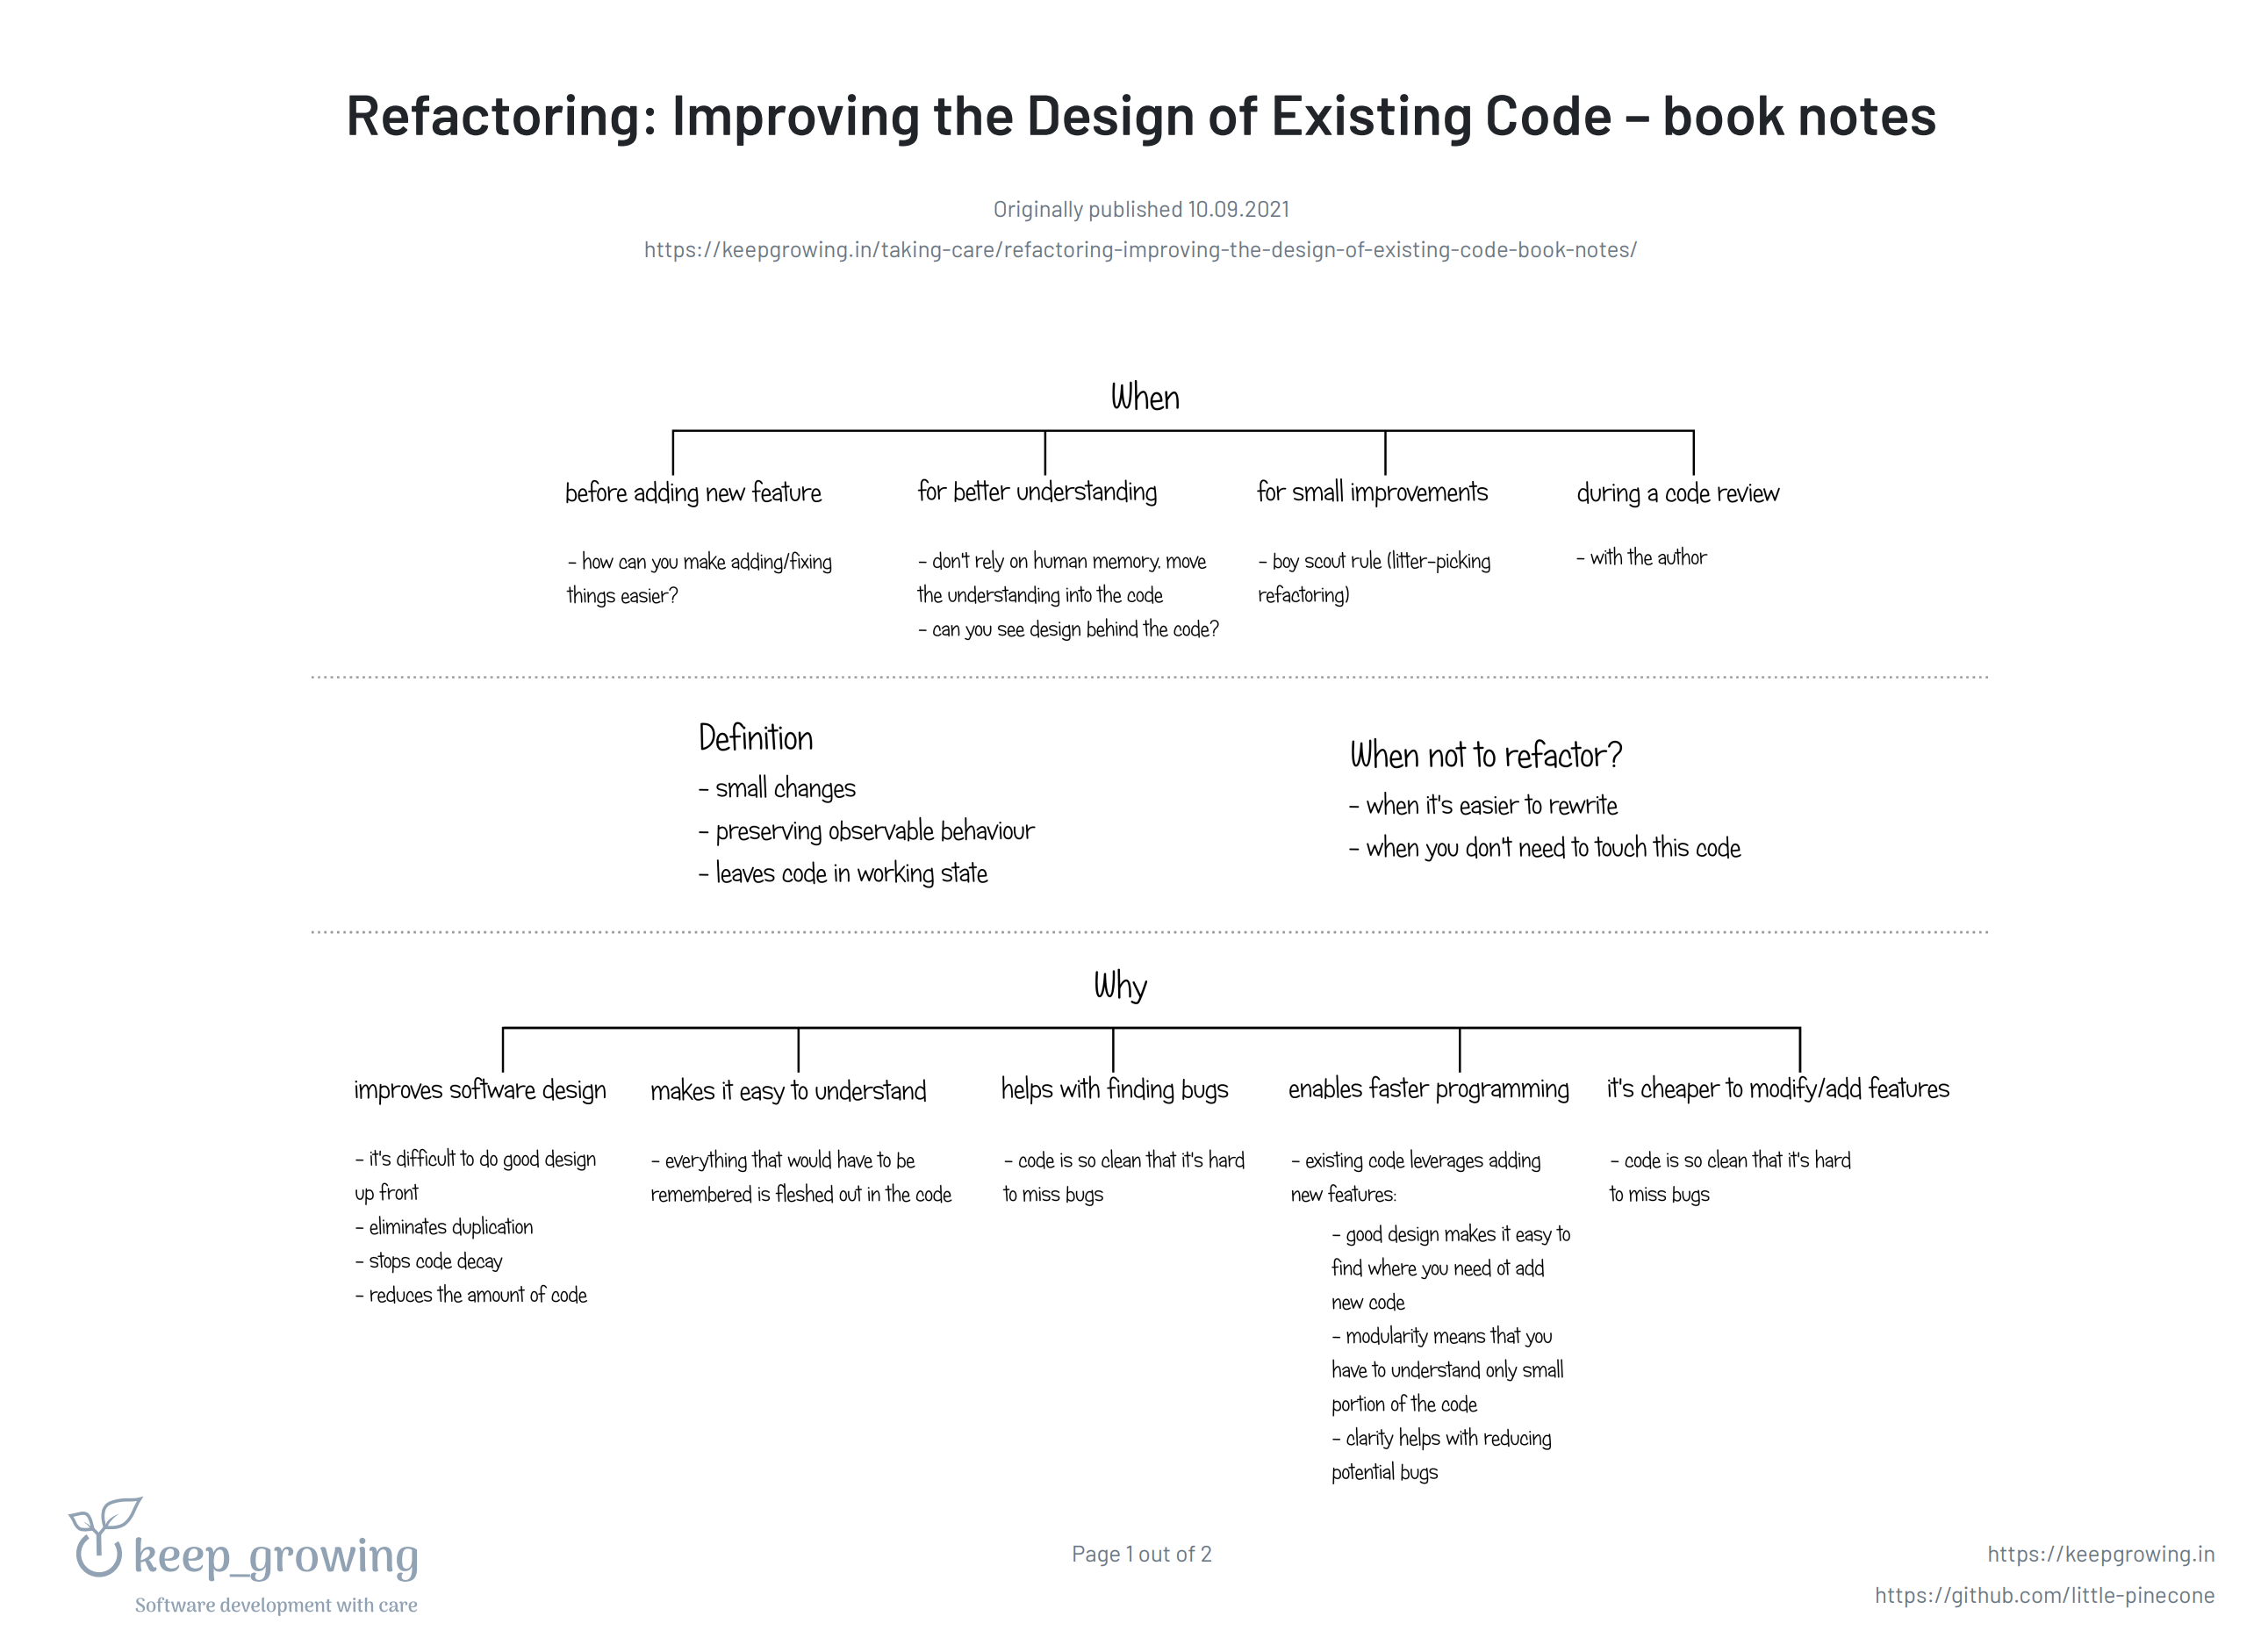 Refactoring: Improving the Design of Existing Code – book notes
Originally published 10.09.2021
https://keepgrowing.in/taking-care/refactoring-improving-the-design-of-existing-code-book-notes/
When
before adding new feature
- how can you make adding/fixing
things easier?
for better understanding
- don't rely on human memory. move
the understanding into the code
- can you see design behind the code?
for small improvements
- boy scout rule (litter-picking
refactoring)
during a code review
- with the author
Definition
- small changes
- preserving observable behaviour
- leaves code in working state
When not to refactor?
- when it's easier to rewrite
- when you don't need to touch this code
Why
improves software design
- it's difficult to do good design
up front
- eliminates duplication
- stops code decay
- reduces the amount of code
makes it easy to understand
- everything that would have to be
remembered is fleshed out in the code
helps with finding bugs
- code is so clean that it's hard
to miss bugs
enables faster programming
- existing code leverages adding
new features:
- good design makes it easy to
find where you need ot add
new code
- modularity means that you
have to understand only small
portion of the code
- clarity helps with reducing
potential bugs
it's cheaper to modify/add features
- code is so clean that it's hard
to miss bugs
keep_growing
Software development with care
Page 1 out of 2
https://keepgrowing.in
https://github.com/little-pinecone